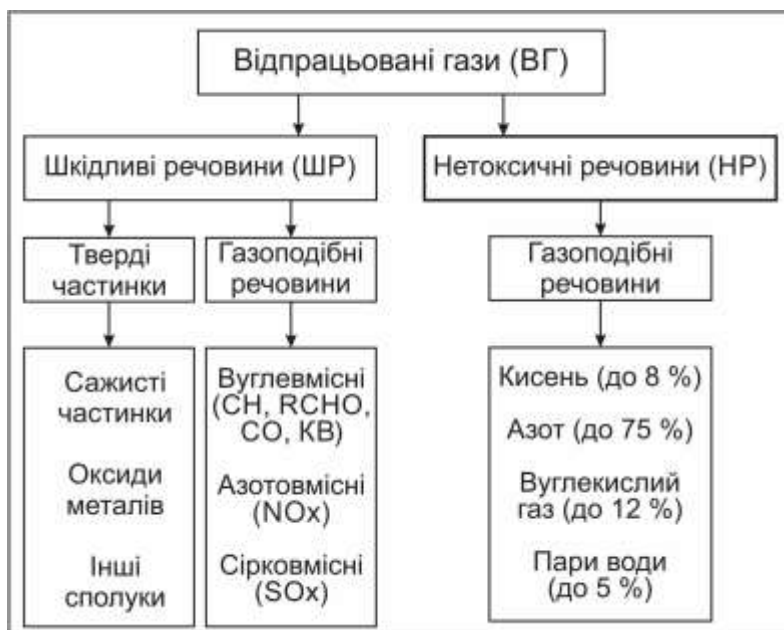 Відпрацьовані гази (ВГ)
Шкідливі речовини (ШР)
Нетоксичні речовини (НР)
Тверді
частинки
Газоподібні
речовини
Газоподібні
речовини
Сажисті
частинки
Оксиди
металів
Інші
сполуки
Вуглевмісні
(CH, RCHO,
CO, КВ)
Азотовмісні
(NOx)
Сірковмісні
(SOx)
Кисень (до 8 %)
Азот (до 75 %)
Вуглекислий
газ (до 12 %)
Пари води
(до 5 %)